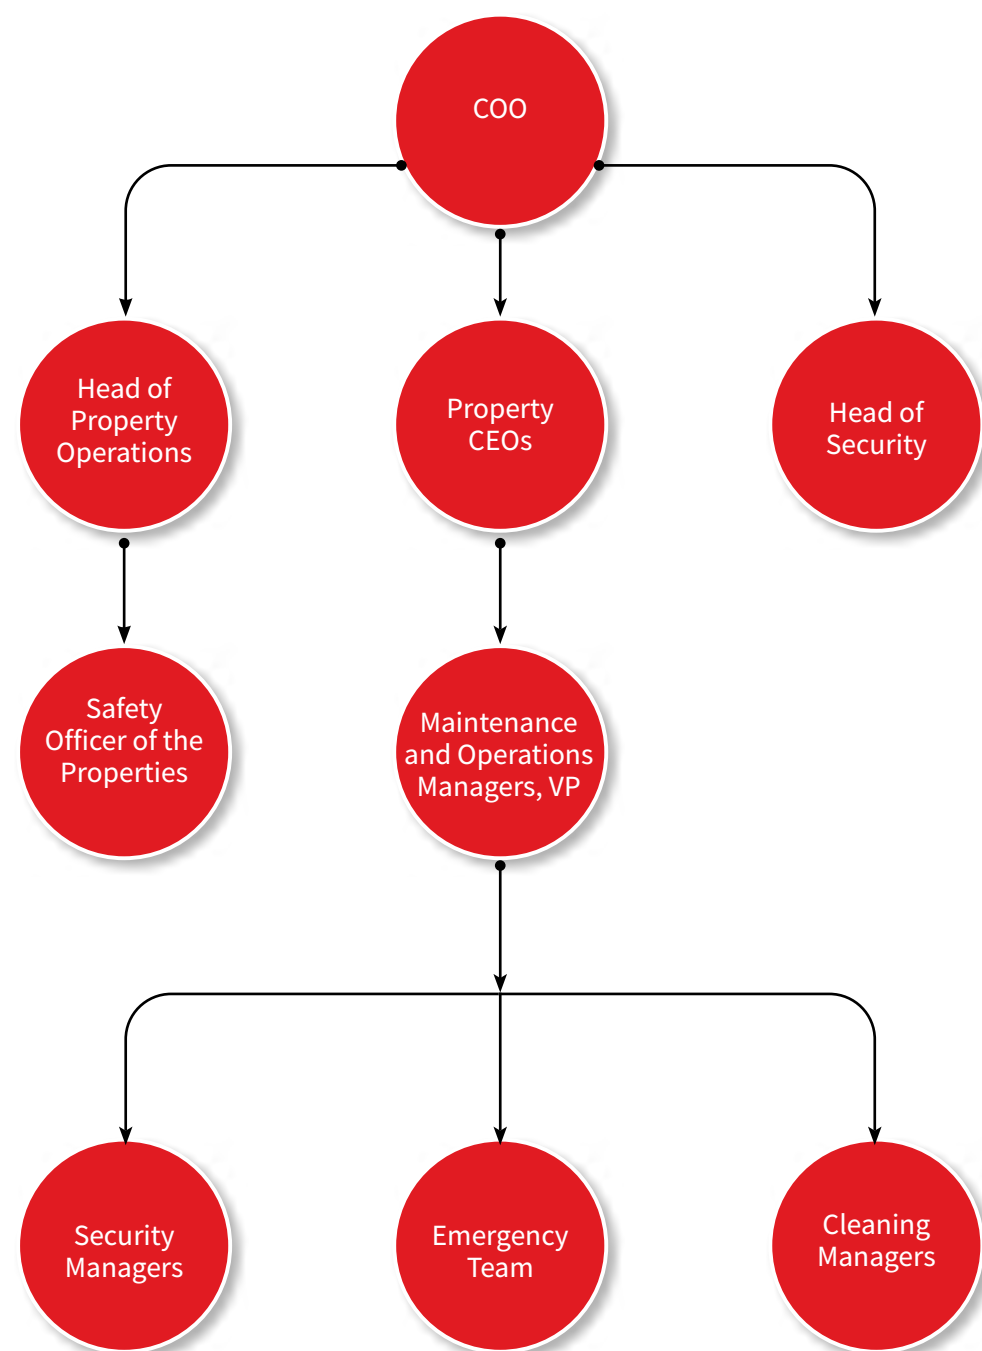 COO
Head of
Property
Operations
Property
CEOs
Head of
Security
Safety
Officer of the
Properties
Maintenance
and Operations
Managers, VP
Security
Managers
Emergency
Team
Cleaning
Managers